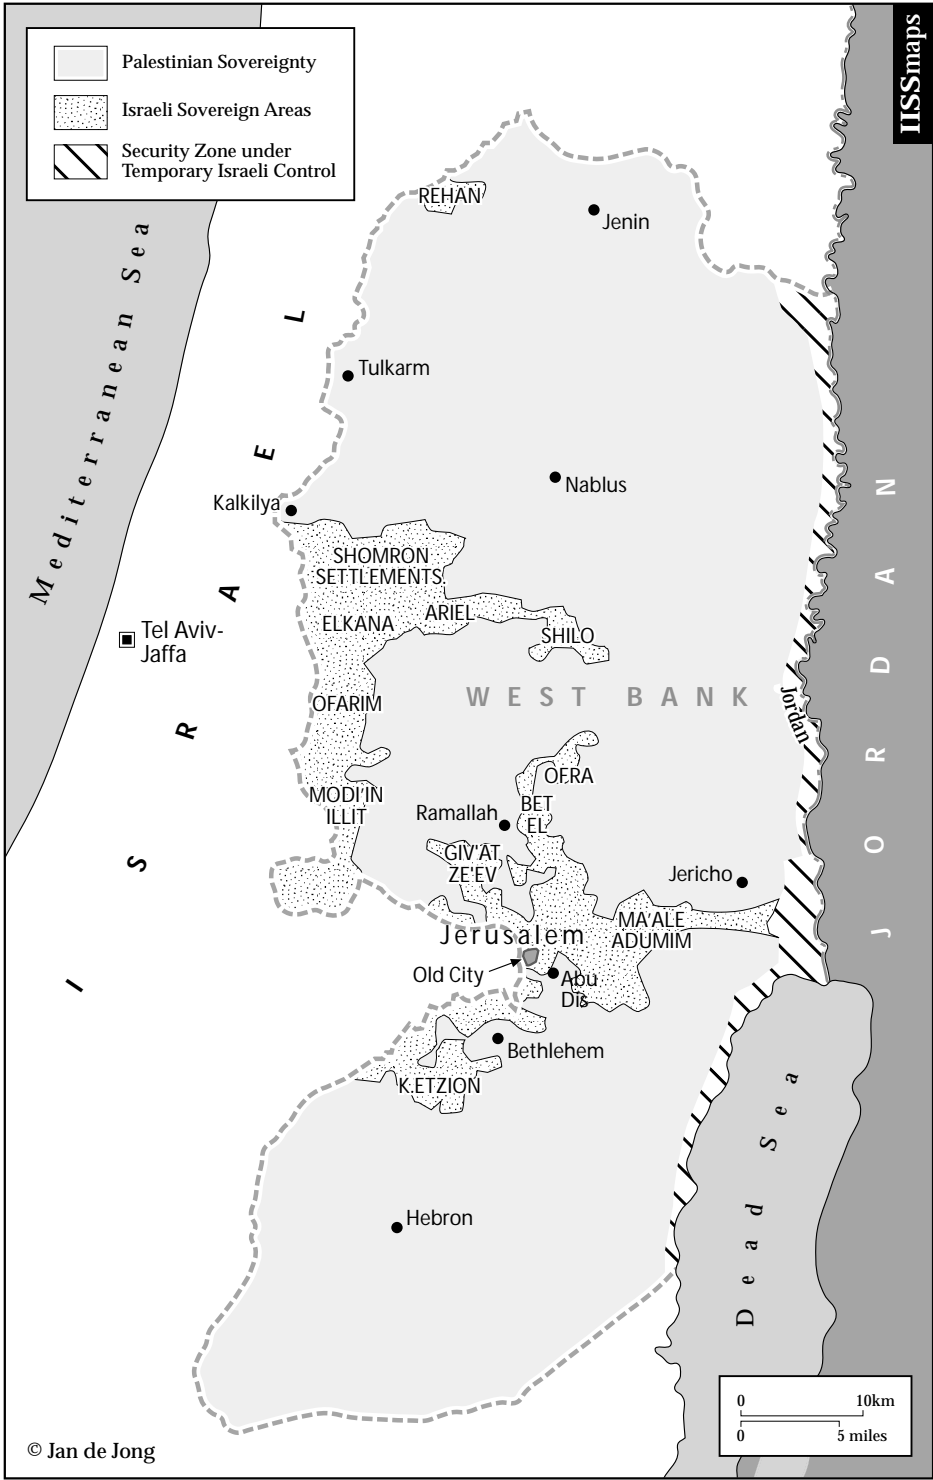 IISSmaps
Palestinian Sovereignty
Israeli Sovereign Areas
Security Zone under
Temporary Israeli Control
Mediterranean Sea
ISRAEL
JORDAN
REHAN
Jenin
Tulkarm
Nablus
Kalkilya
SHOMRON
SETTLEMENTS
ELKANA
ARIEL
SHILO
Tel Aviv-
Jaffa
WEST BANK
OFARIM
Jordan
OFRA
MODI'IN
ILLIT
BET
EL
Ramallah
GIV'AT
ZE'EV
Jericho
MA'ALE
ADUMIM
Jerusalem
Old City
Abu
Dis
Bethlehem
K.ETZION
Hebron
Dead Sea
0 10km
0 5 miles
© Jan de Jong